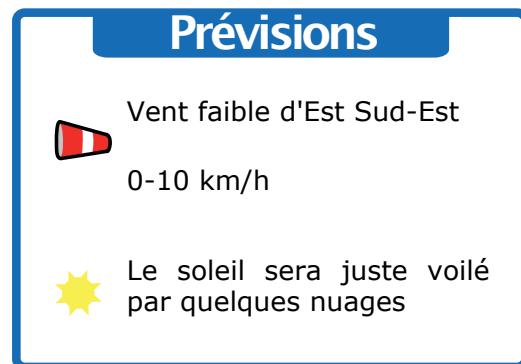 Prévisions
Vent faible d'Est Sud-Est
0-10 km/h
Le soleil sera juste voilé
par quelques nuages